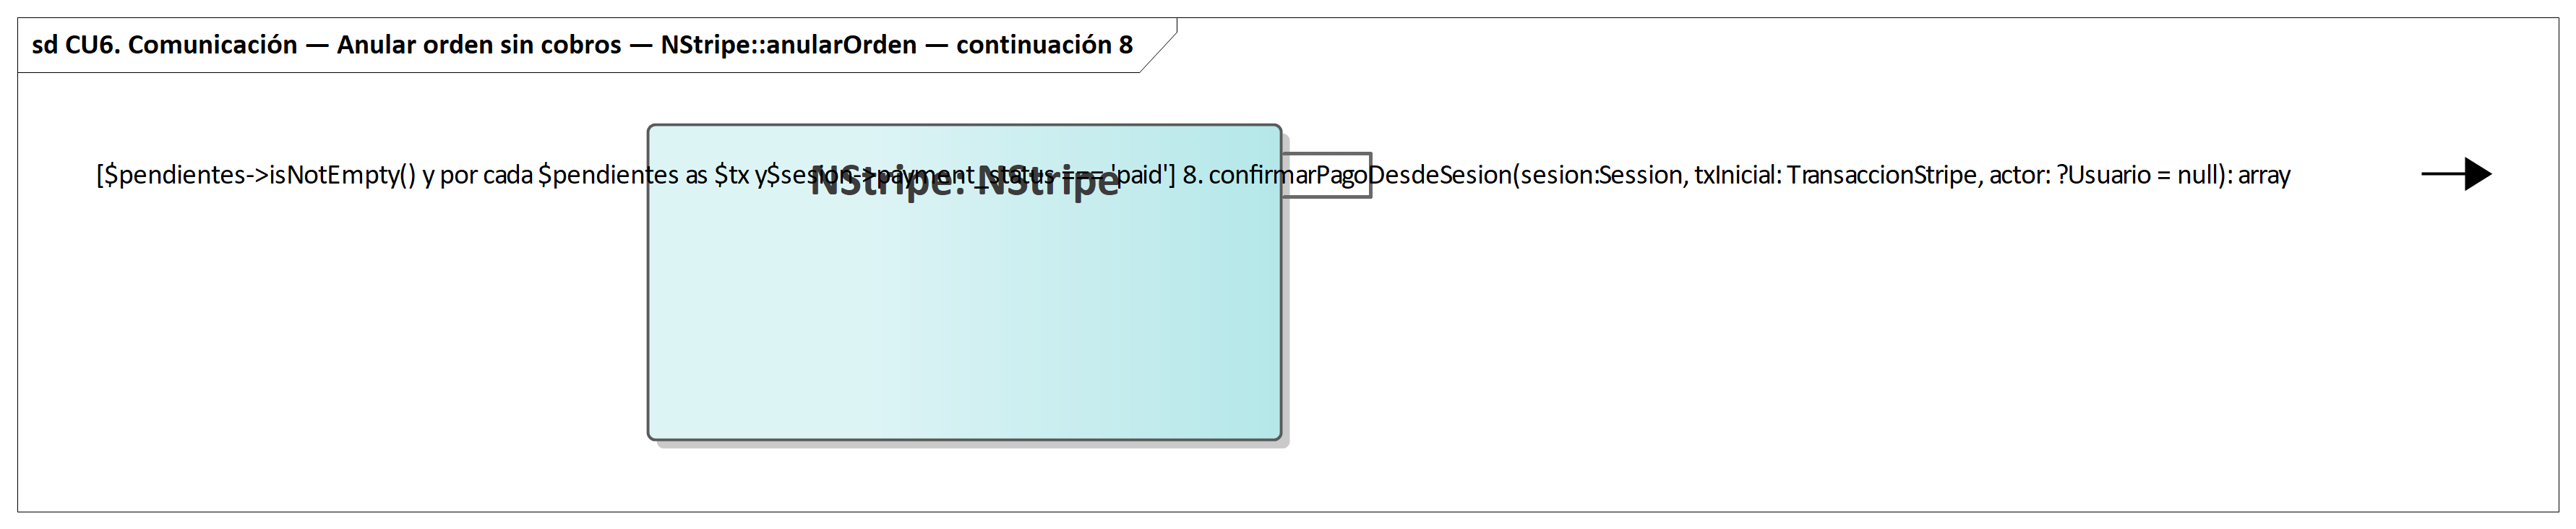 sd CU6. Comunicación — Anular orden sin cobros — NStripe::anularOrden — continuación 8
[$pendientes->isNotEmpty() y por cada $pendientes as $tx y $sesion->payment_status === 'paid'] 8. confirmarPagoDesdeSesion(sesion:Session, txInicial: TransaccionStripe, actor: ?Usuario = null): array
NStripe: NStripe